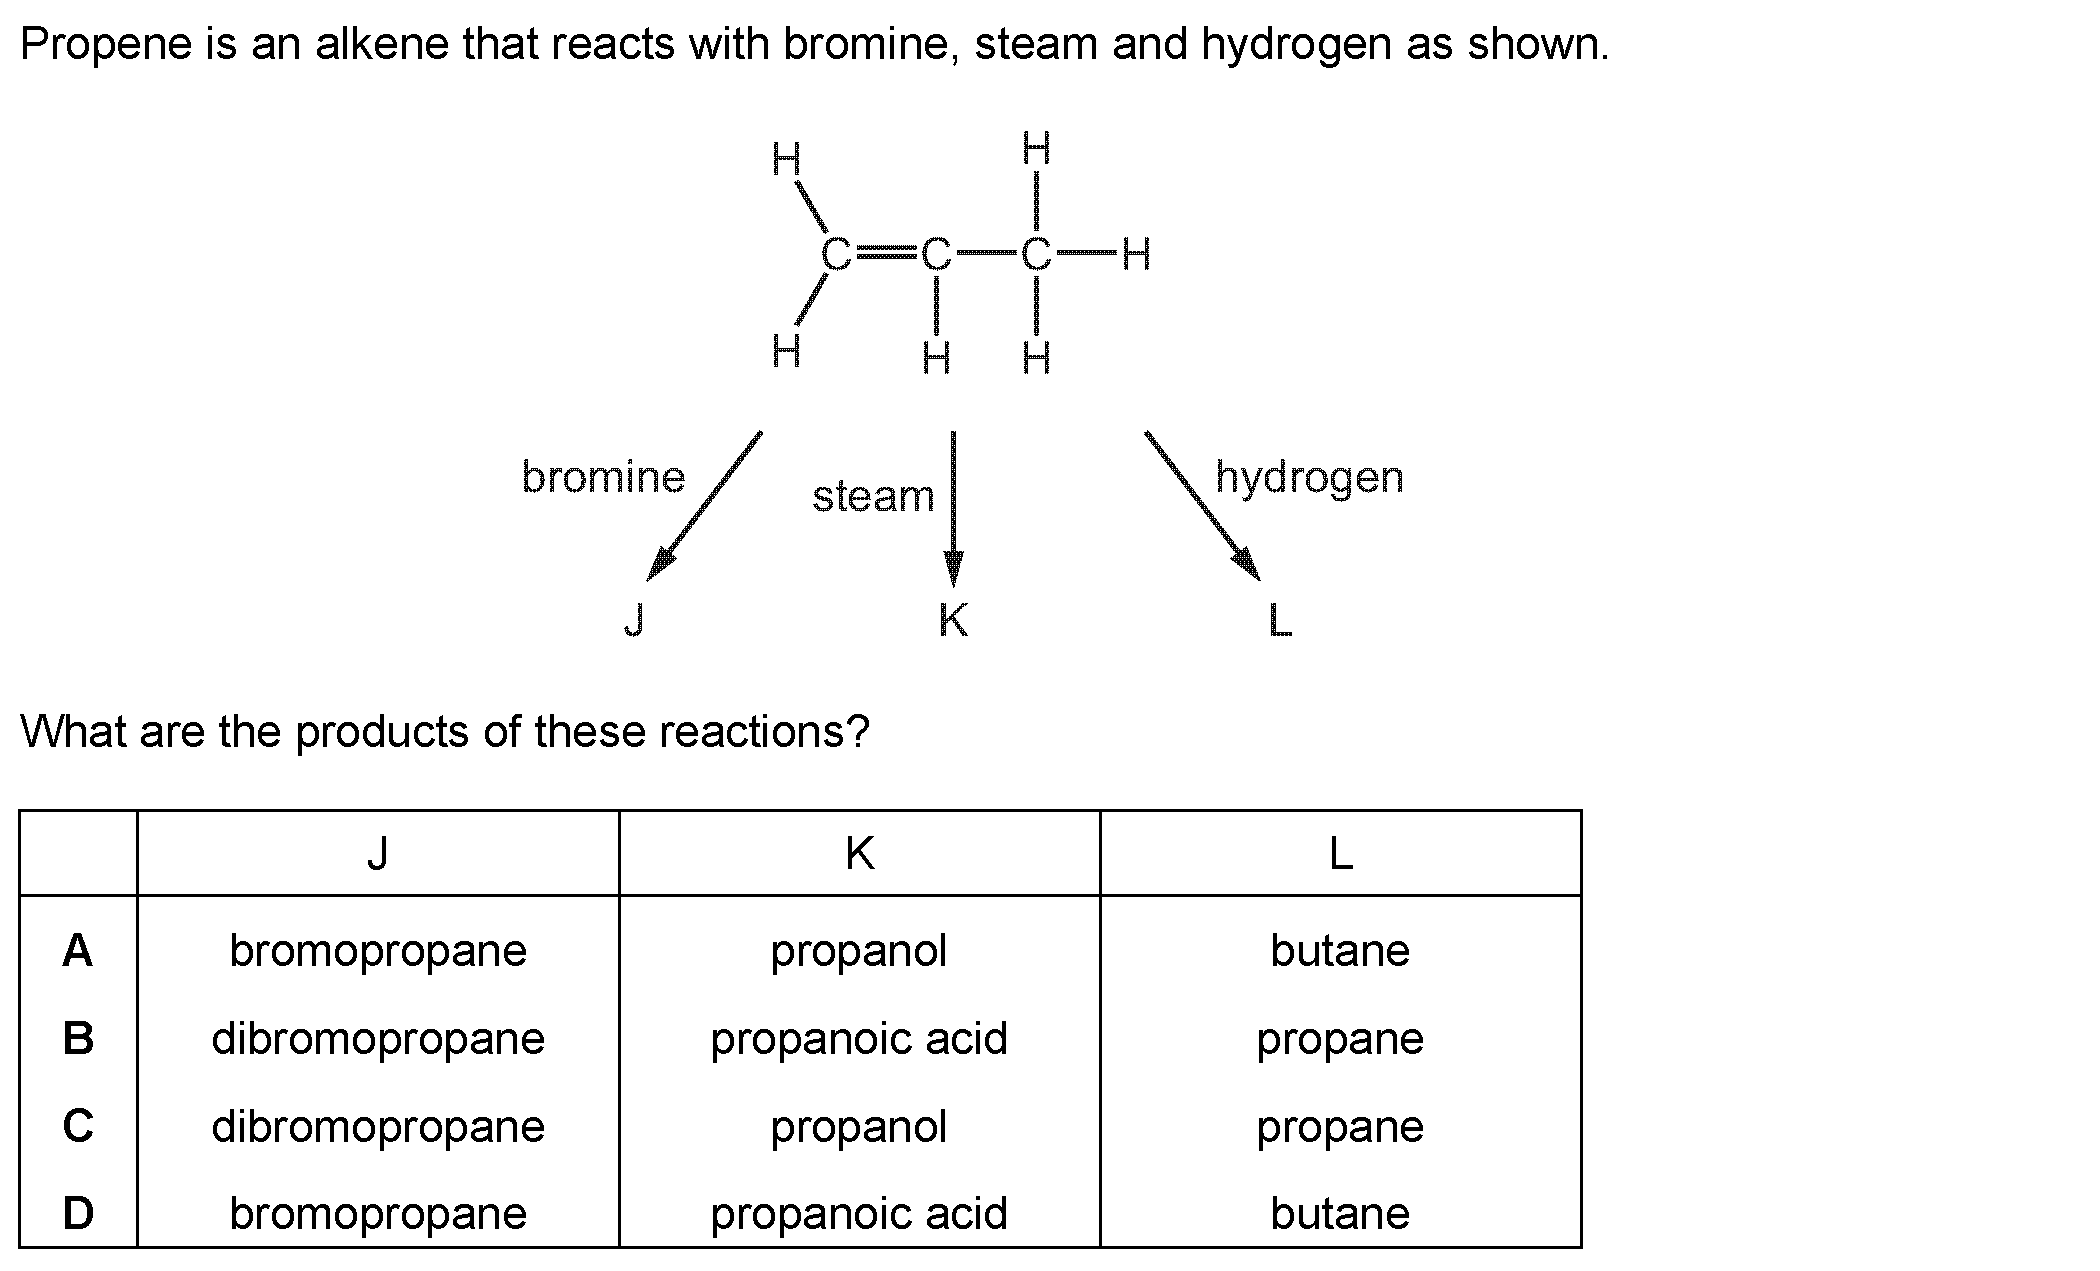 Propene is an alkene that reacts with bromine, steam and hydrogen as shown.
H H
C C C H
H H H
bromine steam hydrogen
J K L
What are the products of these reactions?
J K L
A bromopropane propanol butane
B dibromopropane propanoic acid propane
C dibromopropane propanol propane
D bromopropane propanoic acid butane